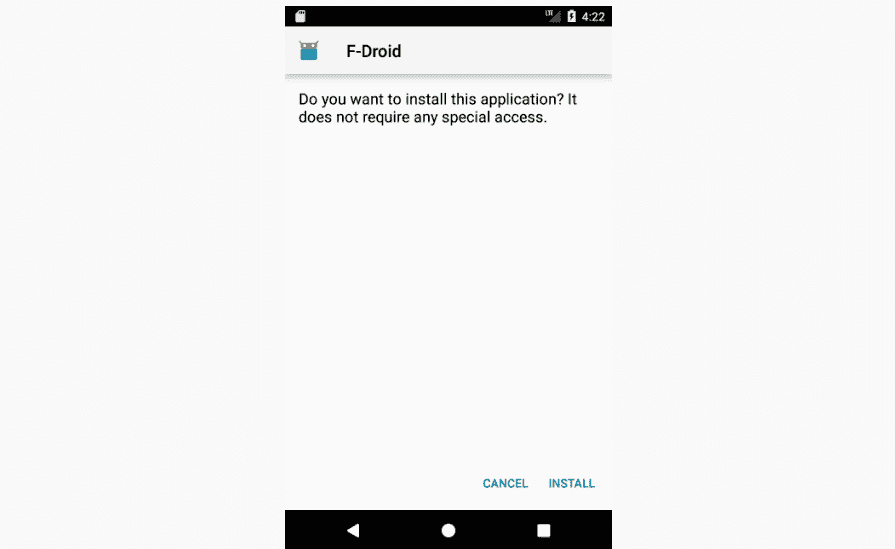 LTE 4:22
F-Droid
Do you want to install this application? It
does not require any special access.
CANCEL INSTALL